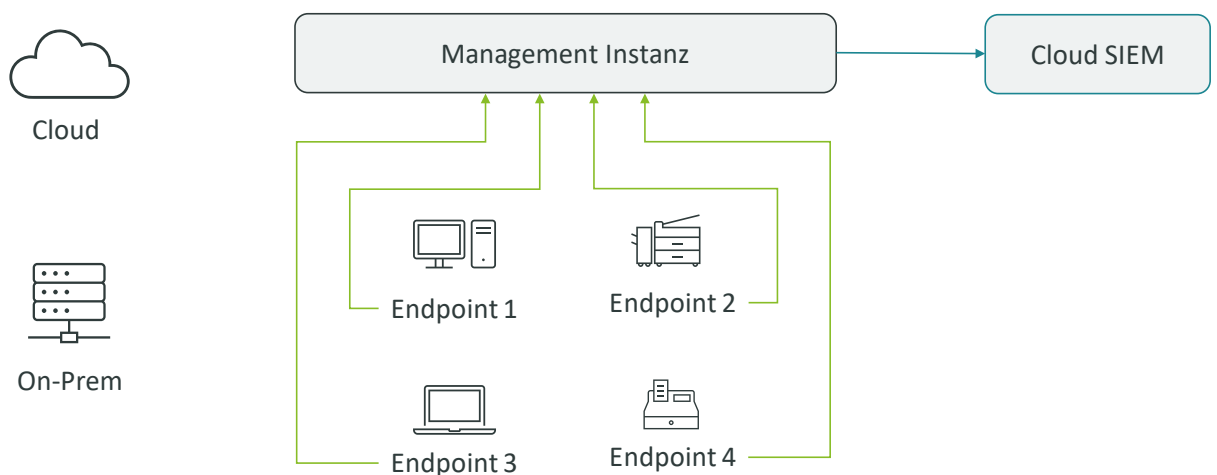 Management Instanz
Cloud SIEM
Cloud
Endpoint 1
Endpoint 2
On-Prem
Endpoint 3
Endpoint 4